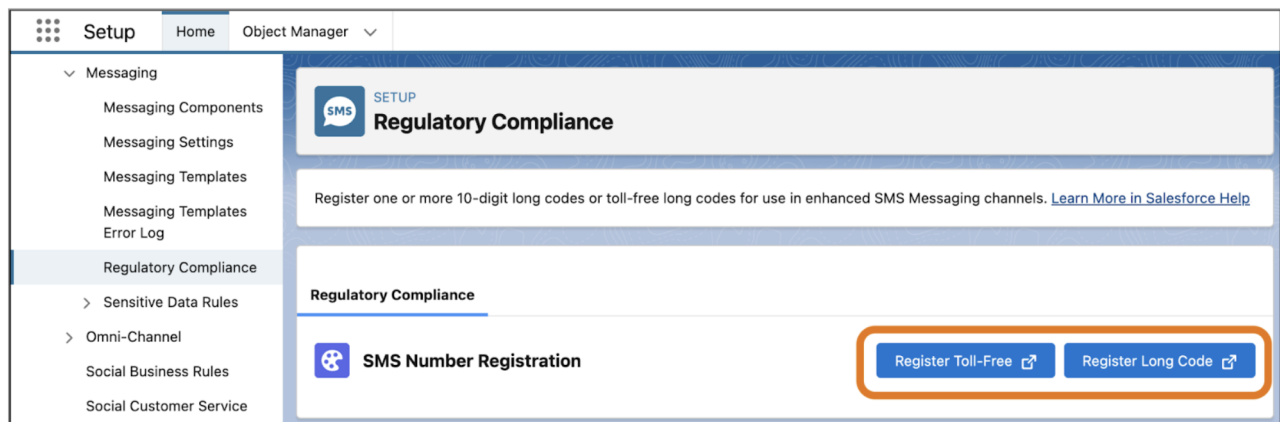 Setup
Home
Object Manager
Messaging
Messaging Components
Messaging Settings
Messaging Templates
Messaging Templates
Error Log
Regulatory Compliance
Sensitive Data Rules
Omni-Channel
Social Business Rules
Social Customer Service
SMS
SETUP
Regulatory Compliance
Register one or more 10-digit long codes or toll-free long codes for use in enhanced SMS Messaging channels. Learn More in Salesforce Help
Regulatory Compliance
SMS Number Registration
Register Toll-Free
Register Long Code